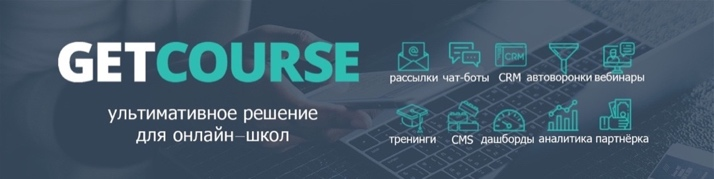 GETCOURSE
ультимативное решение
для онлайн-школ
рассылки чат-боты CRM автоворонки вебинары
тренинги CMS дашборды аналитика партнёрка